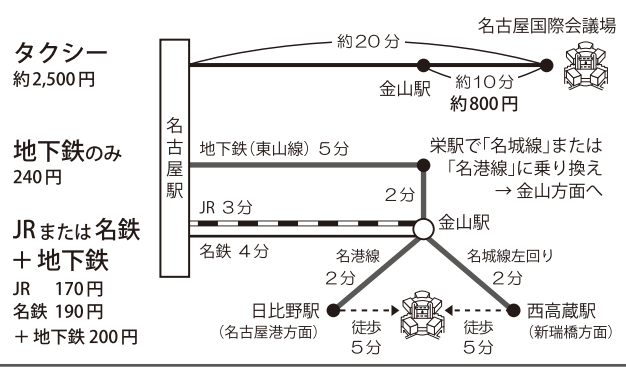 タクシー
約2,500円
地下鉄のみ
240円
JRまたは名鉄
＋地下鉄
JR 170円
名鉄 190円
＋地下鉄 200円
名古屋駅
約20分
名古屋国際会議場
金山駅
約10分
約800円
地下鉄（東山線） 5分
栄駅で「名城線」または
「名港線」に乗り換え
→ 金山方面へ
2分
JR 3分
金山駅
名鉄 4分
名港線
2分
名城線左回り
2分
日比野駅
（名古屋港方面）
徒歩
5分
徒歩
5分
西高蔵駅
（新瑞橋方面）